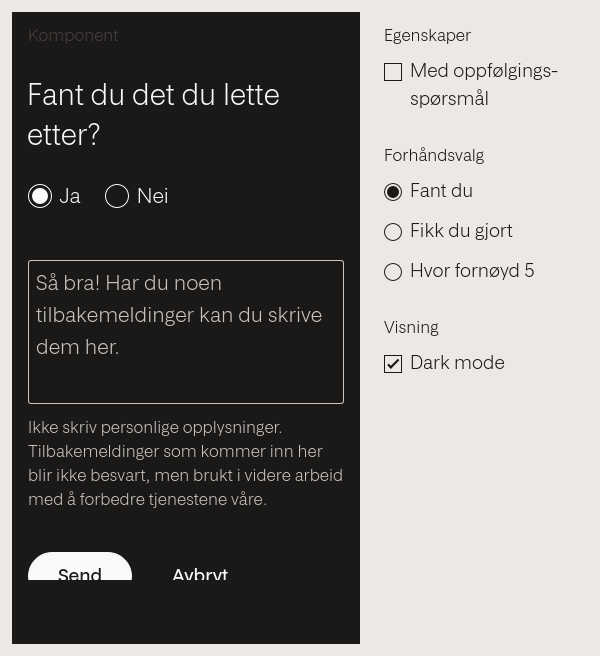 Komponent
Fant du det du lette
etter?
Ja
Nei
Så bra! Har du noen
tilbakemeldinger kan du skrive
dem her.
Ikke skriv personlige opplysninger.
Tilbakemeldinger som kommer inn her
blir ikke besvart, men brukt i videre arbeid
med å forbedre tjenestene våre.
Send
Avbryt
Egenskaper
Med oppfølgings-
spørsmål
Forhåndsvalg
Fant du
Fikk du gjort
Hvor fornøyd 5
Visning
Dark mode